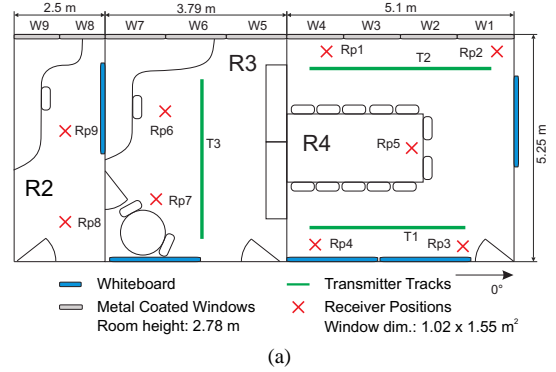 2.5 m 3.79 m 5.1 m
W9 W8 W7 W6 W5 W4 W3 W2 W1
Rp1 Rp2
R3 T2
Rp6
Rp9 T3 R4 Rp5
5.25 m
R2
Rp7
Rp8
T1
Rp4 Rp3
Whiteboard Transmitter Tracks 0°
Metal Coated Windows Receiver Positions
Room height: 2.78 m Window dim.: 1.02 x 1.55 m²
(a)